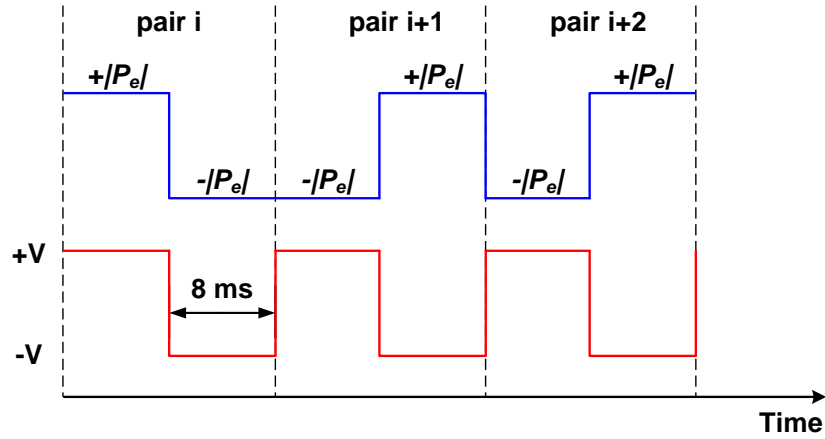 pair i pair i+1 pair i+2
+|Pe| +|Pe| +|Pe|
-|Pe| -|Pe| -|Pe|
+V
8 ms
-V
Time